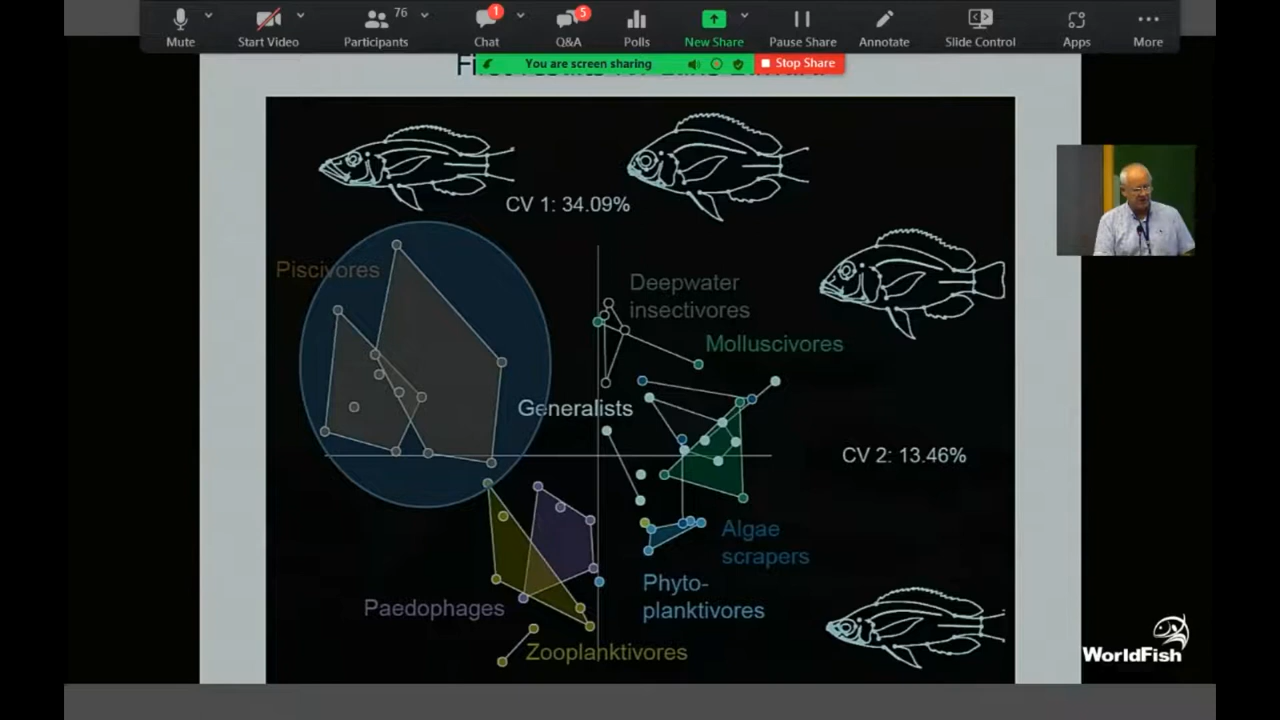 76
1
5
Mute
Start Video
Participants
Chat
Q&A
Polls
New Share
Pause Share
Annotate
Slide Control
Apps
More
You are screen sharing
Stop Share
CV 1: 34.09%
Piscivores
Deepwater
insectivores
Molluscivores
Generalists
CV 2: 13.46%
Algae
scrapers
Phyto-
planktivores
Paedophages
Zooplanktivores
WorldFish